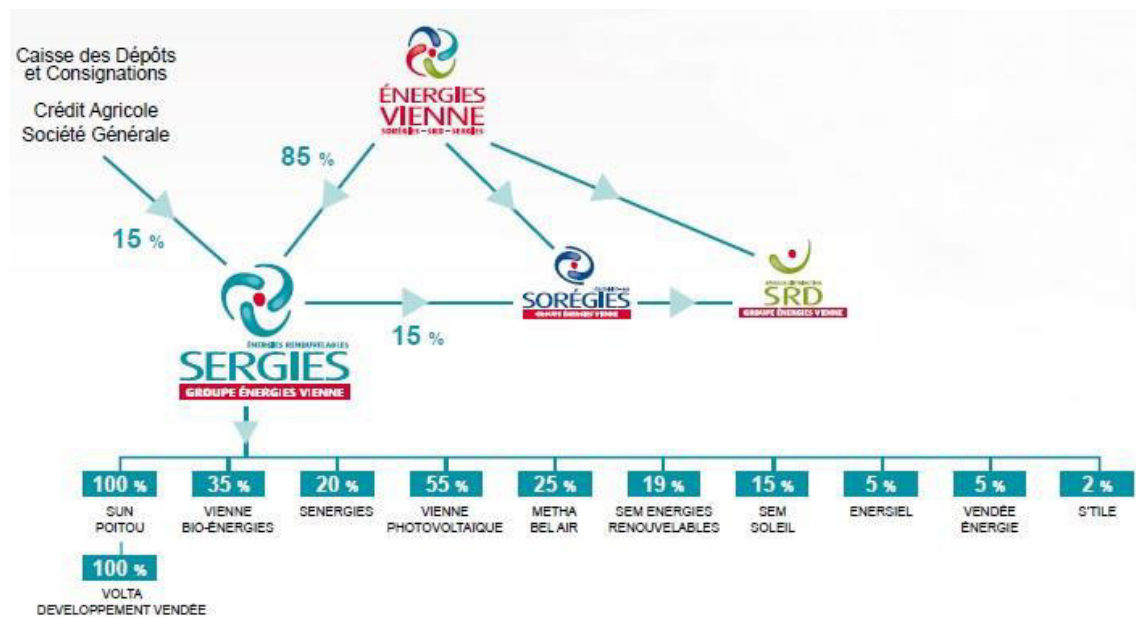 Caisse des Dépôts
et Consignations
Crédit Agricole
Société Générale
ÉNERGIES
VIENNE
SORÉGIES – SRD – SERGIES
85 %
15 %
SORÉGIES
GROUPE ÉNERGIES VIENNE
SRD
GROUPE ÉNERGIES VIENNE
15 %
ÉNERGIES RENOUVELABLES
SERGIES
GROUPE ÉNERGIES VIENNE
100 %
SUN
POITOU
35 %
VIENNE
BIO-ÉNERGIES
20 %
SENERGIES
55 %
VIENNE
PHOTOVOLTAIQUE
25 %
METHA
BEL AIR
19 %
SEM ENERGIES
RENOUVELABLES
15 %
SEM
SOLEIL
5 %
ENERSIEL
5 %
VENDÉE
ÉNERGIE
2 %
S'TILE
100 %
VOLTA
DEVELOPPEMENT VENDÉE